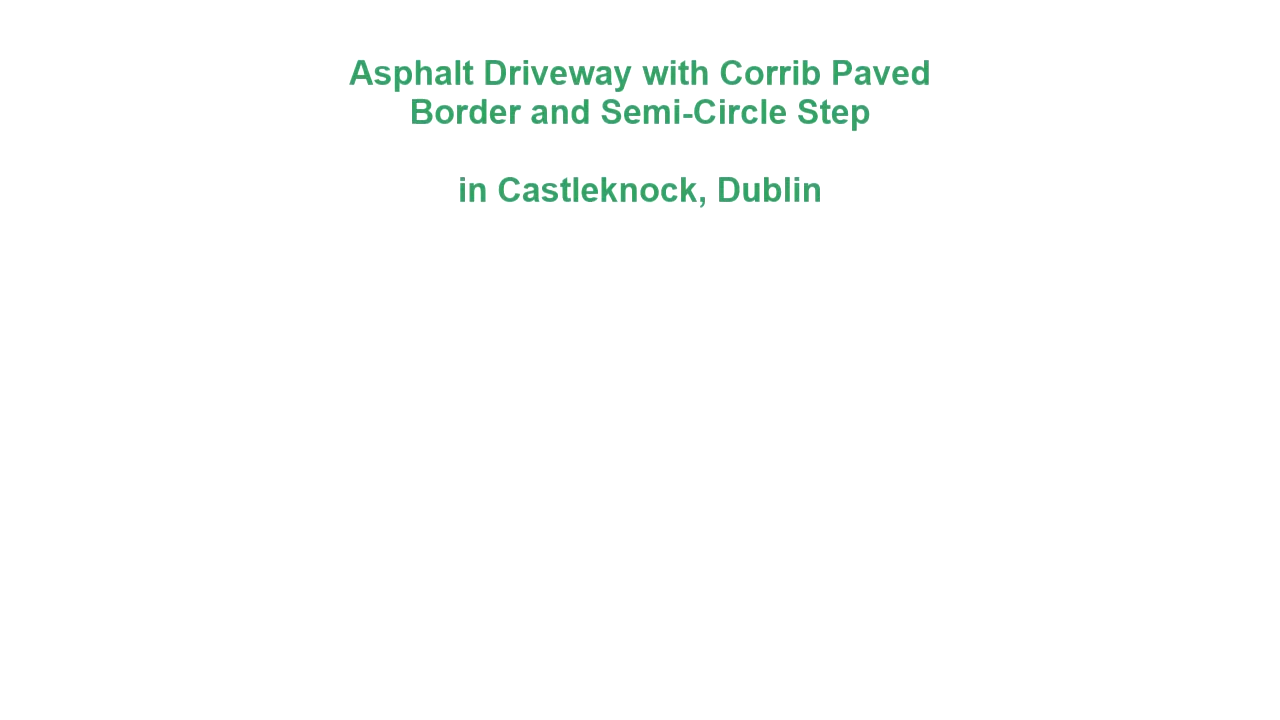 Asphalt Driveway with Corrib Paved
Border and Semi-Circle Step
in Castleknock, Dublin